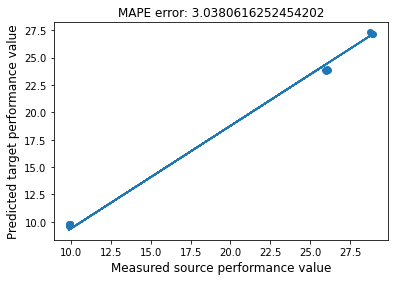 MAPE error: 3.0380616252454202
Predicted target performance value
27.5
25.0
22.5
20.0
17.5
15.0
12.5
10.0
10.0 12.5 15.0 17.5 20.0 22.5 25.0 27.5
Measured source performance value